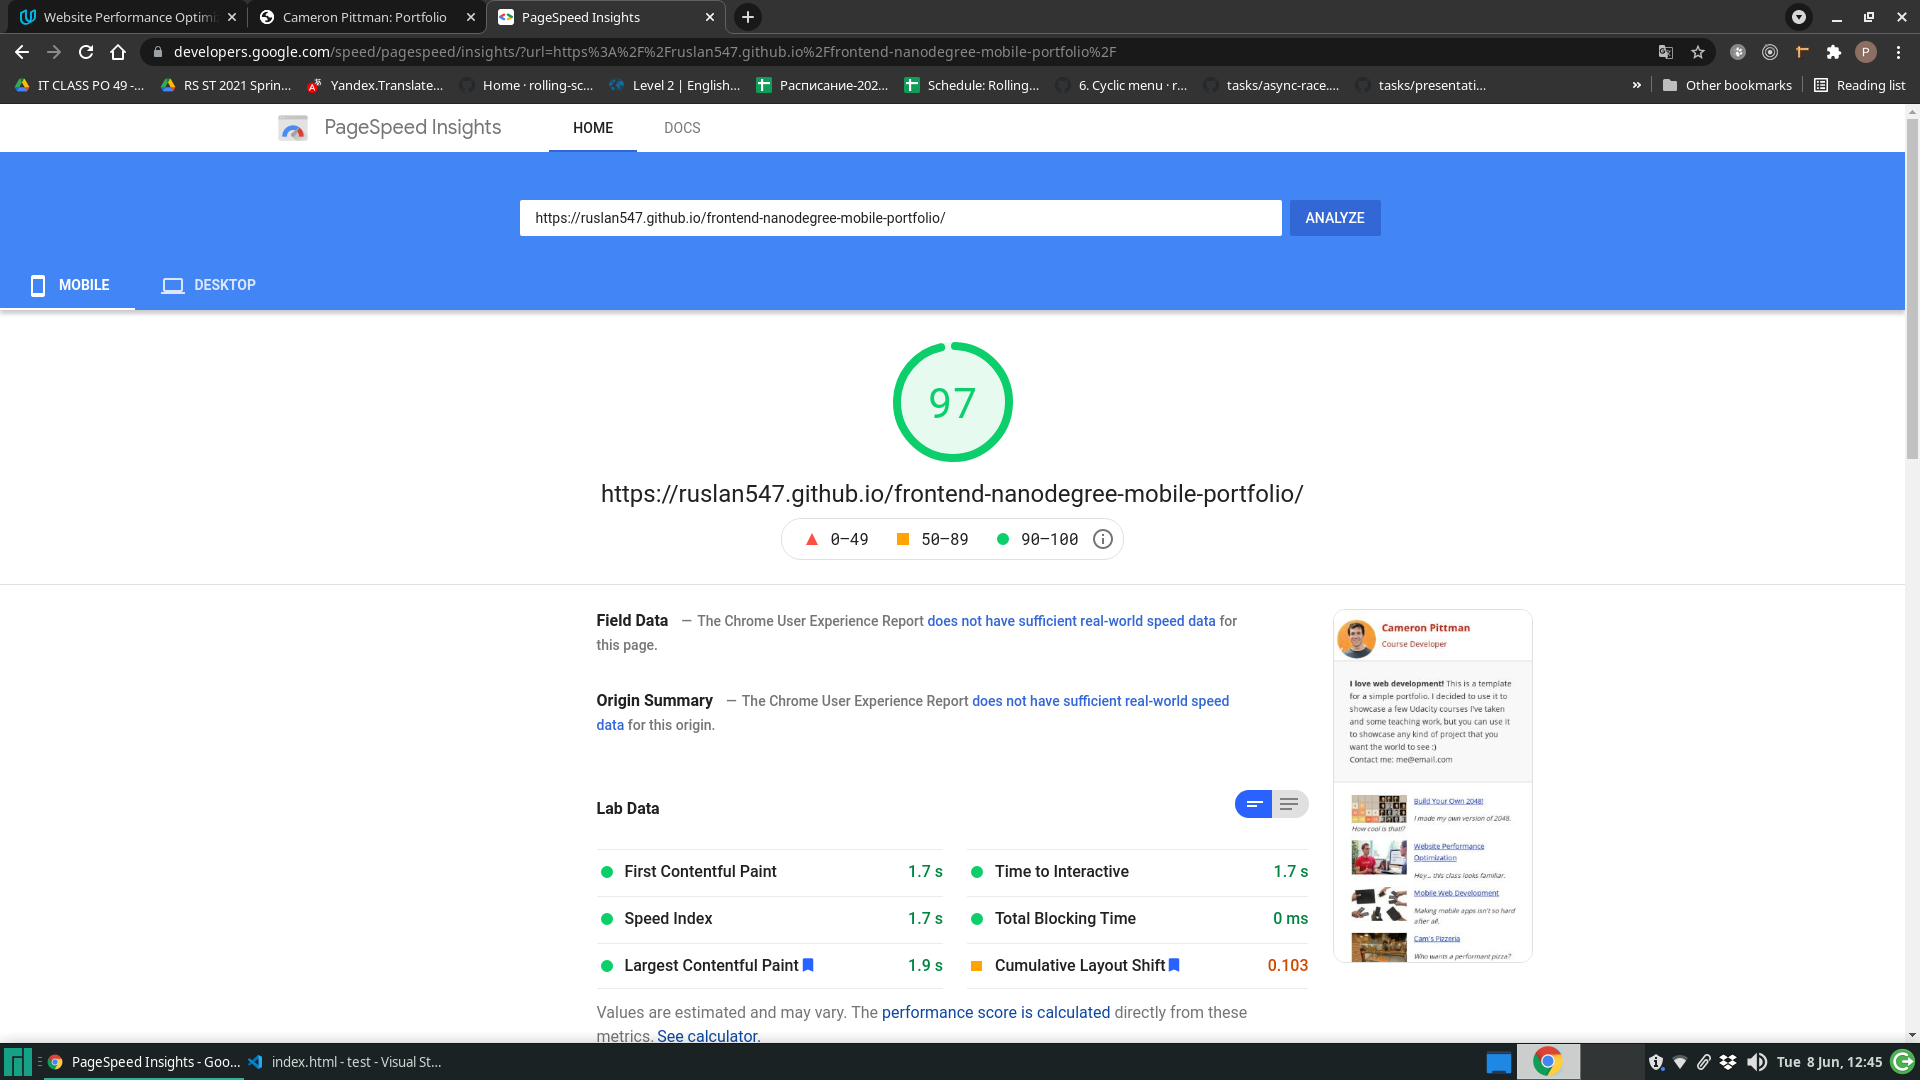 Website Performance Optimi
Cameron Pittman: Portfolio
PageSpeed Insights
developers.google.com/speed/pagespeed/insights/?url=https%3A%2F%2Fruslan547.github.io%2Ffrontend-nanodegree-mobile-portfolio%2F
P
IT CLASS PO 49 -...
RS ST 2021 Sprin...
Yandex.Translate...
Home · rolling-sc...
Level 2 | English...
Расписание-202...
Schedule: Rolling...
6. Cyclic menu · r...
tasks/async-race....
tasks/presentati...
»
Other bookmarks
Reading list
PageSpeed Insights
HOME
DOCS
https://ruslan547.github.io/frontend-nanodegree-mobile-portfolio/
ANALYZE
MOBILE
DESKTOP
97
https://ruslan547.github.io/frontend-nanodegree-mobile-portfolio/
0–49
50–89
90–100
Field Data — The Chrome User Experience Report does not have sufficient real-world speed data for
this page.
Origin Summary — The Chrome User Experience Report does not have sufficient real-world speed
data for this origin.
Lab Data
First Contentful Paint 1.7 s
Time to Interactive 1.7 s
Speed Index 1.7 s
Total Blocking Time 0 ms
Largest Contentful Paint 1.9 s
Cumulative Layout Shift 0.103
Values are estimated and may vary. The performance score is calculated directly from these
metrics. See calculator.
Cameron Pittman
Course Developer
I love web development! This is a template
for a simple portfolio. I decided to use it to
showcase a few Udacity courses I've taken
and some teaching work, but you can use it
to showcase any kind of project that you
want the world to see :)
Contact me: me@email.com
Build Your Own 2048!
I made my own version of 2048.
How cool is that!?
Website Performance
Optimization
Hey... this class looks familiar.
Mobile Web Development
Making mobile apps isn't so hard
after all.
Cam's Pizzeria
Who wants a performant pizza?
PageSpeed Insights - Goo...
index.html - test - Visual St...
Tue 8 Jun, 12:45